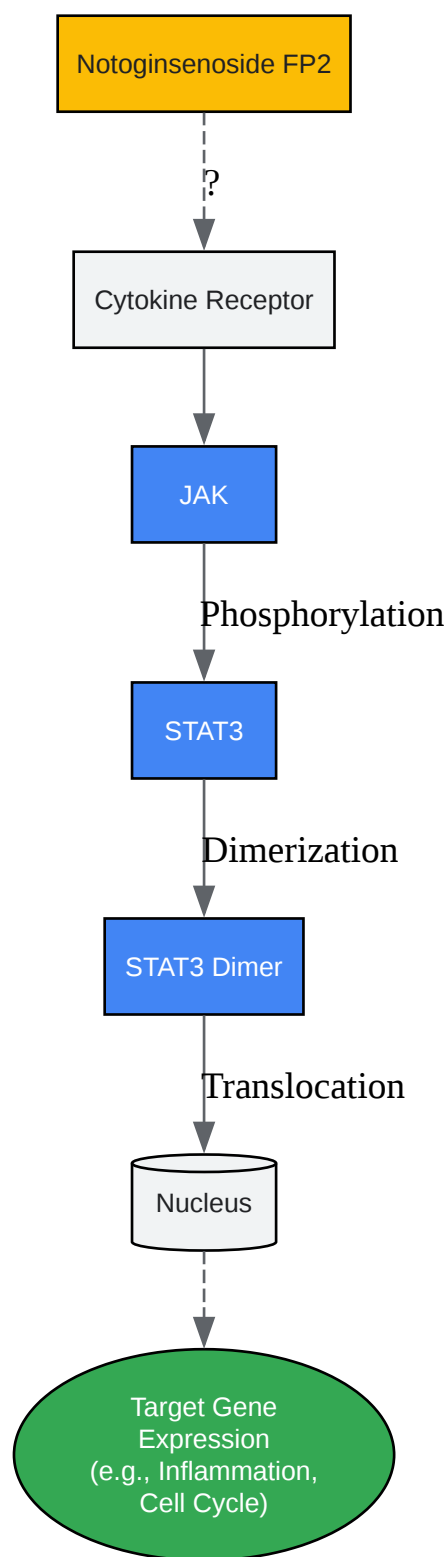 Notoginsenoside FP2
?
Cytokine Receptor
JAK
Phosphorylation
STAT3
Dimerization
STAT3 Dimer
Translocation
Nucleus
Target Gene
Expression
(e.g., Inflammation,
Cell Cycle)